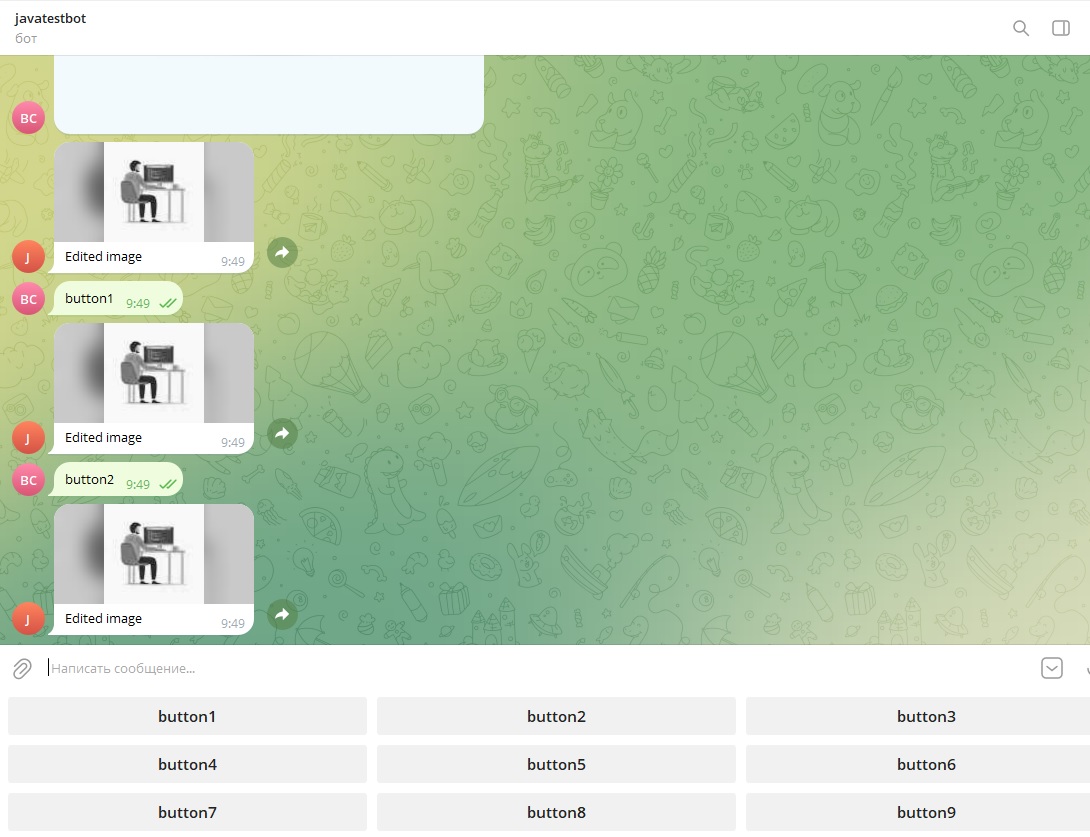 javatestbot
бот
BC
Edited image
9:49
J
BC
button1 9:49
Edited image
9:49
J
BC
button2 9:49
Edited image
9:49
J
Написать сообщение...
button1 button2 button3
button4 button5 button6
button7 button8 button9